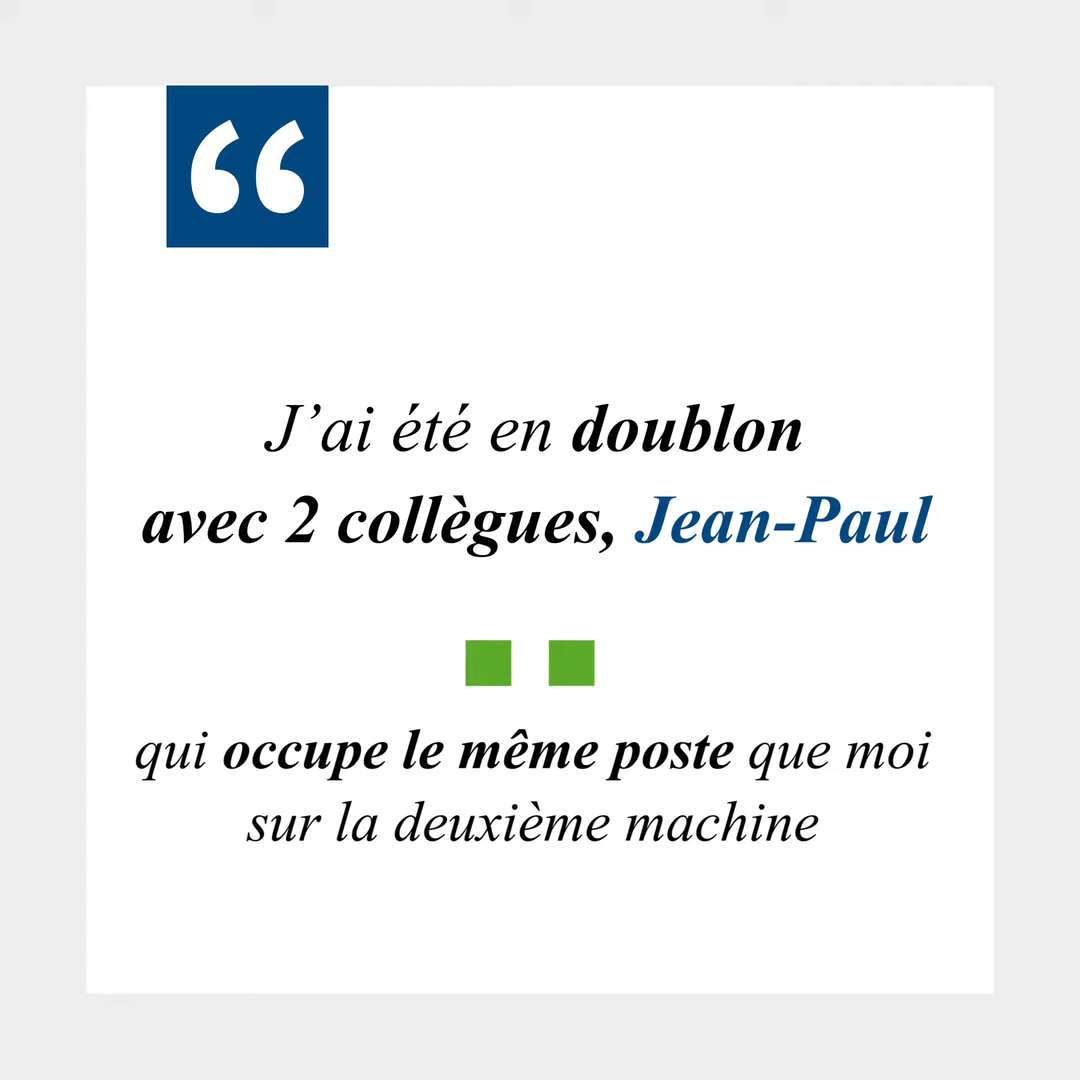 “
J’ai été en doublon
avec 2 collègues, Jean-Paul
qui occupe le même poste que moi
sur la deuxième machine